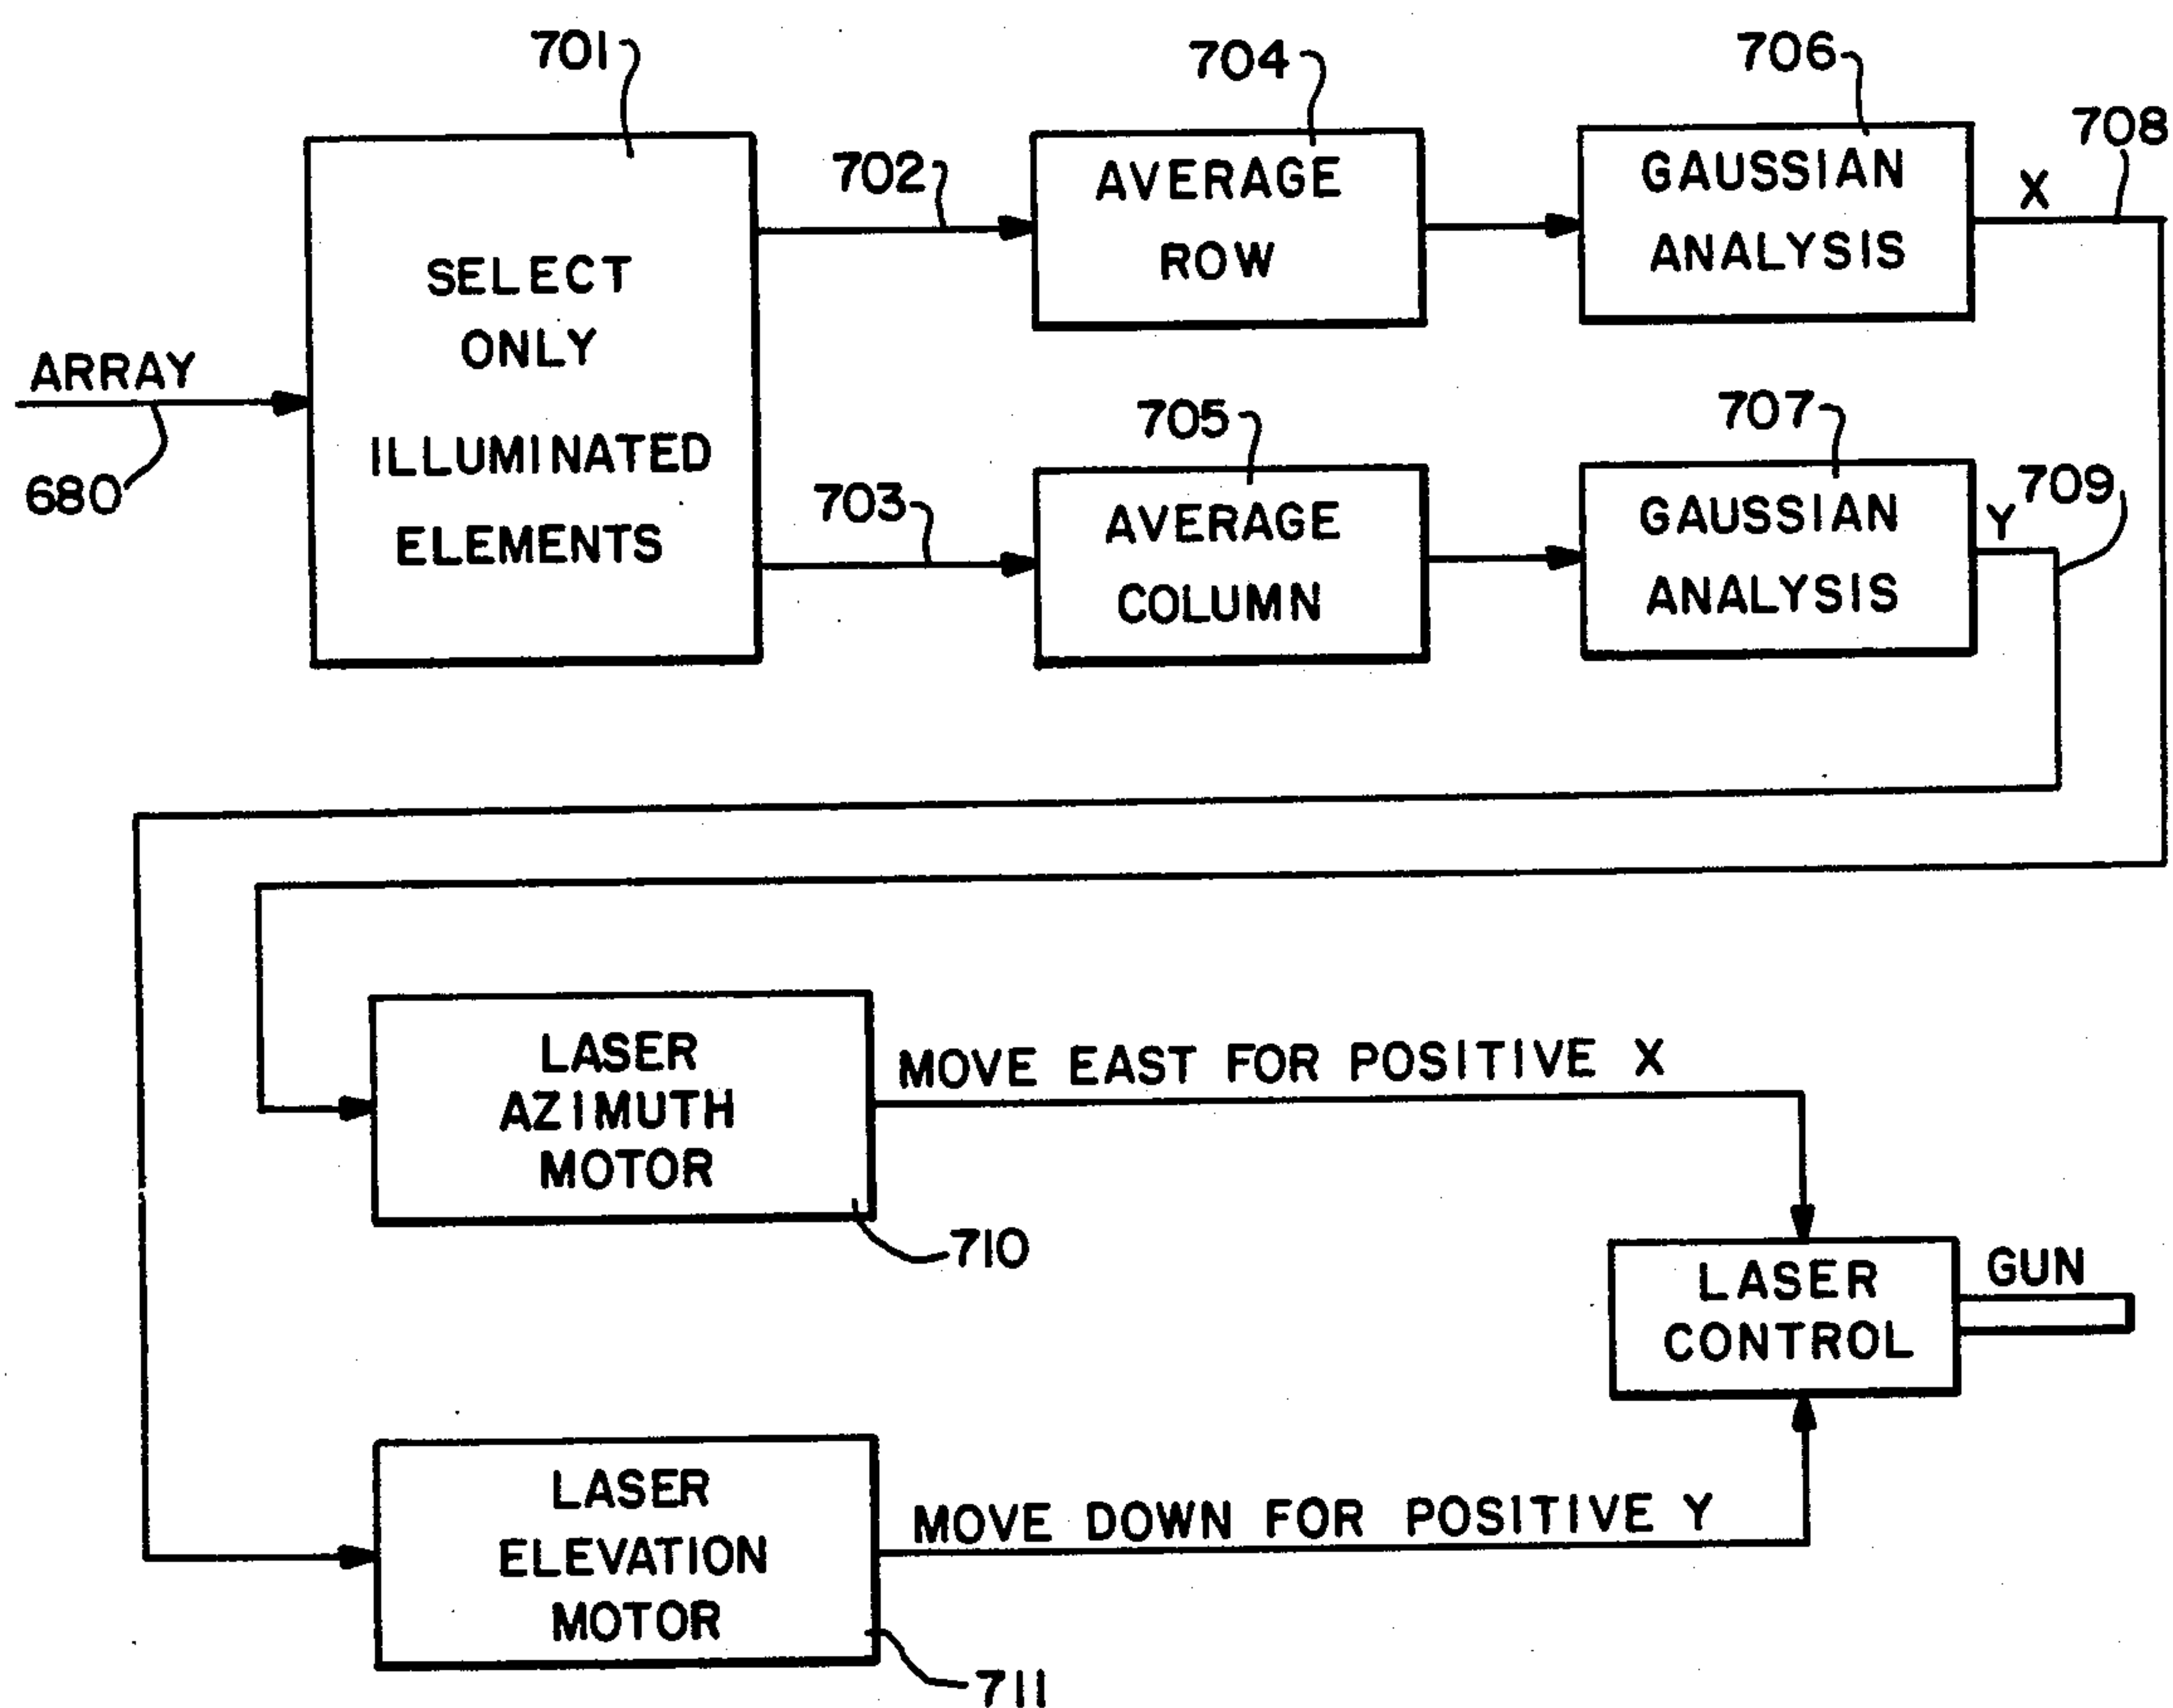 701
704
706
708
702
AVERAGE
ROW
GAUSSIAN
ANALYSIS
X
SELECT
ONLY
ILLUMINATED
ELEMENTS
ARRAY
680
705
707
709
703
AVERAGE
COLUMN
GAUSSIAN
ANALYSIS
Y
LASER
AZIMUTH
MOTOR
MOVE EAST FOR POSITIVE X
710
LASER
CONTROL
GUN
LASER
ELEVATION
MOTOR
MOVE DOWN FOR POSITIVE Y
711